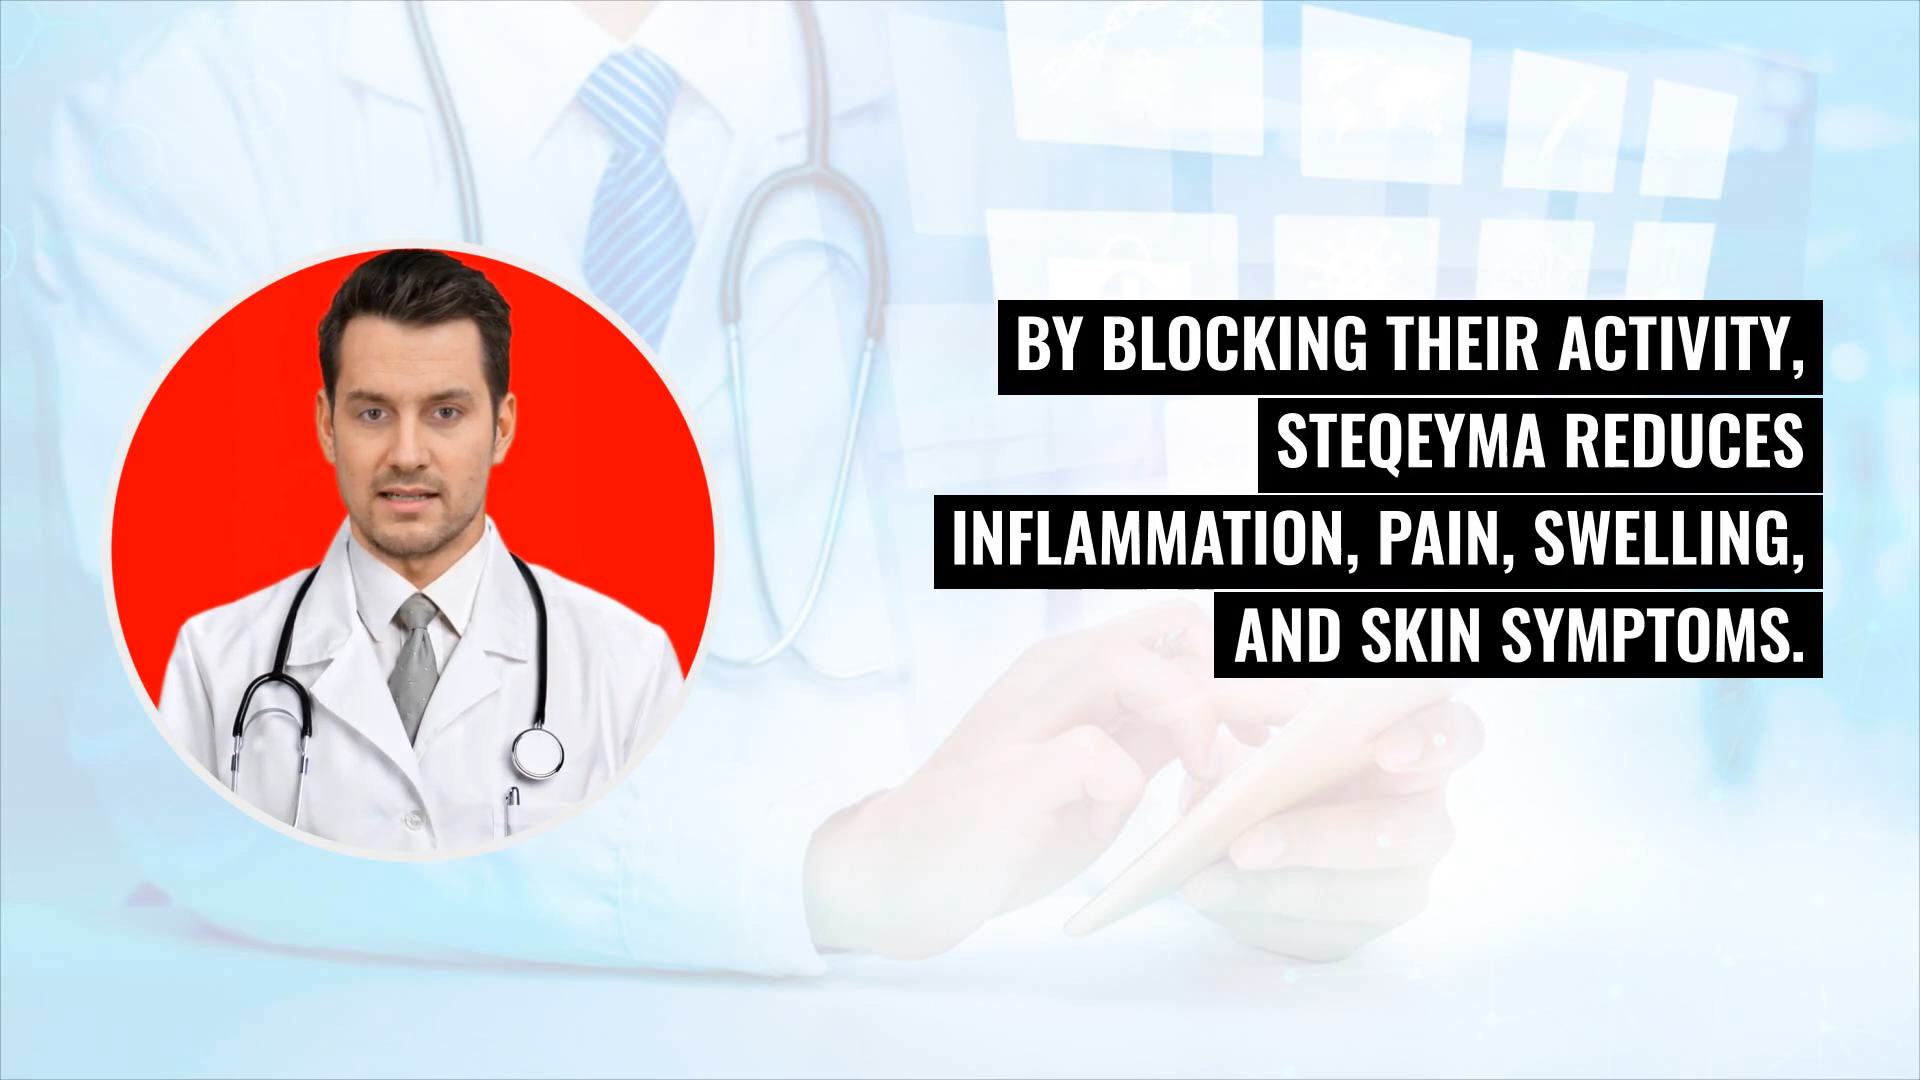 BY BLOCKING THEIR ACTIVITY,
STEQEYMA REDUCES
INFLAMMATION, PAIN, SWELLING,
AND SKIN SYMPTOMS.